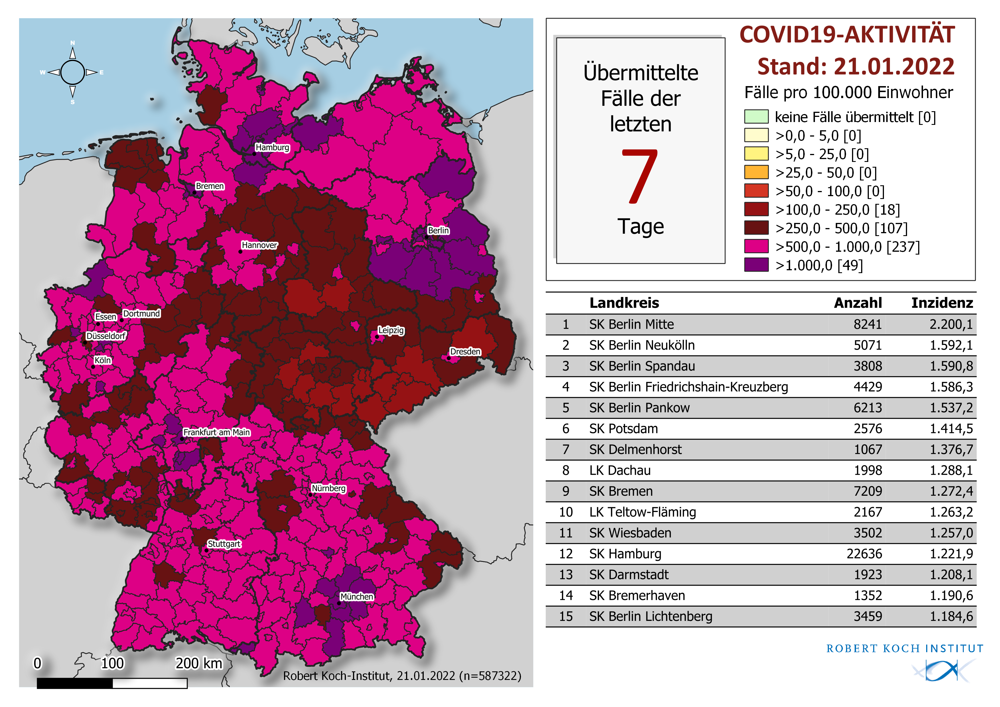 N
W
E
S
Hamburg
Bremen
Berlin
Hannover
Essen
Dortmund
Düsseldorf
Leipzig
Köln
Dresden
Frankfurt am Main
Nürnberg
Stuttgart
München
0 100 200 km
Robert Koch-Institut, 21.01.2022 (n=587322)
Übermittelte
Fälle der
letzten
7
Tage
COVID19-AKTIVITÄT
Stand: 21.01.2022
Fälle pro 100.000 Einwohner
keine Fälle übermittelt [0]
>0,0 - 5,0 [0]
>5,0 - 25,0 [0]
>25,0 - 50,0 [0]
>50,0 - 100,0 [0]
>100,0 - 250,0 [18]
>250,0 - 500,0 [107]
>500,0 - 1.000,0 [237]
>1.000,0 [49]
Landkreis Anzahl Inzidenz
1 SK Berlin Mitte 8241 2.200,1
2 SK Berlin Neukölln 5071 1.592,1
3 SK Berlin Spandau 3808 1.590,8
4 SK Berlin Friedrichshain-Kreuzberg 4429 1.586,3
5 SK Berlin Pankow 6213 1.537,2
6 SK Potsdam 2576 1.414,5
7 SK Delmenhorst 1067 1.376,7
8 LK Dachau 1998 1.288,1
9 SK Bremen 7209 1.272,4
10 LK Teltow-Fläming 2167 1.263,2
11 SK Wiesbaden 3502 1.257,0
12 SK Hamburg 22636 1.221,9
13 SK Darmstadt 1923 1.208,1
14 SK Bremerhaven 1352 1.190,6
15 SK Berlin Lichtenberg 3459 1.184,6
ROBERT KOCH INSTITUT